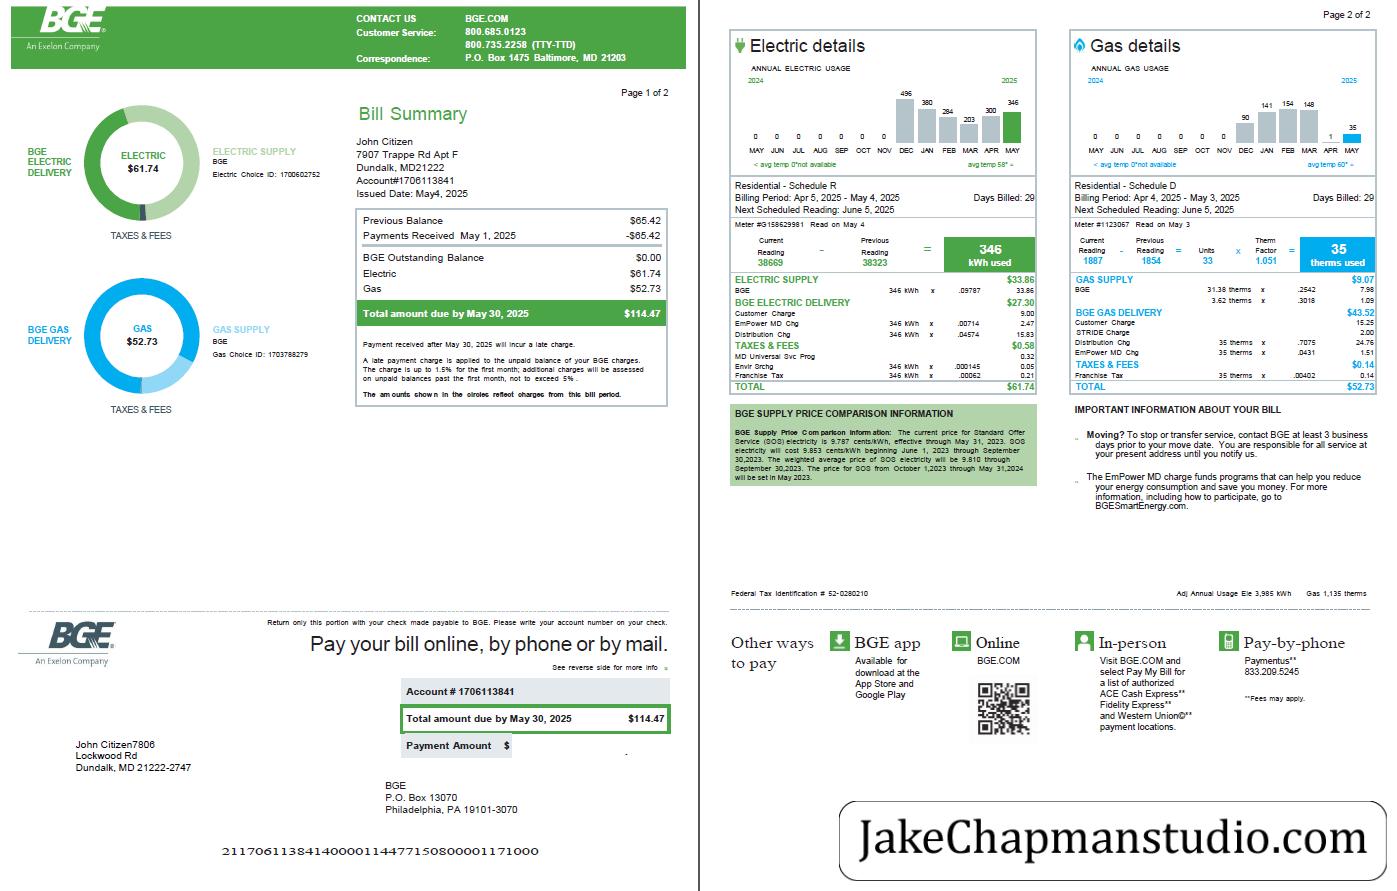 BGE
An Exelon Company
CONTACT US BGE.COM
Customer Service: 800.685.0123
800.735.2258 (TTY-TTD)
Correspondence: P.O. Box 1475 Baltimore, MD 21203
Page 1 of 2
BGE ELECTRIC DELIVERY
ELECTRIC
$61.74
ELECTRIC SUPPLY
BGE
Electric Choice ID: 1700602752
TAXES & FEES
BGE GAS DELIVERY
GAS
$52.73
GAS SUPPLY
BGE
Gas Choice ID: 1703788279
TAXES & FEES
Bill Summary
John Citizen
7907 Trappe Rd Apt F
Dundalk, MD21222
Account#1706113841
Issued Date: May4, 2025
Previous Balance $65.42
Payments Received May 1, 2025 -$65.42
BGE Outstanding Balance $0.00
Electric $61.74
Gas $52.73
Total amount due by May 30, 2025 $114.47
Payment received after May 30, 2025 will incur a late charge.
A late payment charge is applied to the unpaid balance of your BGE charges.
The charge is up to 1.5% for the first month; additional charges will be assessed
on unpaid balances past the first month, not to exceed 5% .
The amounts shown in the circles reflect charges from this bill period.
Return only this portion with your check made payable to BGE. Please write your account number on your check.
BGE
An Exelon Company
Pay your bill online, by phone or by mail.
See reverse side for more info »
Account # 1706113841
Total amount due by May 30, 2025 $114.47
Payment Amount $
John Citizen7806
Lockwood Rd
Dundalk, MD 21222-2747
BGE
P.O. Box 13070
Philadelphia, PA 19101-3070
211706113841400001144771508000011710​00
Page 2 of 2
Electric details
ANNUAL ELECTRIC USAGE
2024 2025
0 0 0 0 0 0 0 496 380 284 203 300 346
MAY JUN JUL AUG SEP OCT NOV DEC JAN FEB MAR APR MAY
< avg temp 0°not available avg temp 58° =
Residential - Schedule R
Billing Period: Apr 5, 2025 - May 4, 2025 Days Billed: 29
Next Scheduled Reading: June 5, 2025
Meter #G158629981 Read on May 4
Current Reading 38669 - Previous Reading 38323 = 346 kWh used
ELECTRIC SUPPLY $33.86
BGE 346 kWh x .09787 33.86
BGE ELECTRIC DELIVERY $27.30
Customer Charge 9.00
EmPower MD Chg 346 kWh x .00714 2.47
Distribution Chg 346 kWh x .04574 15.83
TAXES & FEES $0.58
MD Universal Svc Prog 0.32
Envir Srchg 346 kWh x .000145 0.05
Franchise Tax 346 kWh x .00062 0.21
TOTAL $61.74
BGE SUPPLY PRICE COMPARISON INFORMATION
BGE Supply Price Comparison Information: The current price for Standard Offer
Service (SOS) electricity is 9.787 cents/kWh, effective through May 31, 2023. SOS
electricity will cost 9.853 cents/kWh beginning June 1, 2023 through September
30,2023. The weighted average price of SOS electricity will be 9.810 through
September 30,2023. The price for SOS from October 1,2023 through May 31,2024
will be set in May 2023.
Gas details
ANNUAL GAS USAGE
2024 2025
0 0 0 0 0 0 0 90 141 154 148 1 35
MAY JUN JUL AUG SEP OCT NOV DEC JAN FEB MAR APR MAY
< avg temp 0°not available avg temp 60° =
Residential - Schedule D
Billing Period: Apr 4, 2025 - May 3, 2025 Days Billed: 29
Next Scheduled Reading: June 5, 2025
Meter #1123067 Read on May 3
Current Reading 1887 - Previous Reading 1854 = Units 33 x Therm Factor 1.051 = 35 therms used
GAS SUPPLY $9.07
BGE 31.38 therms x .2542 7.98
3.62 therms x .3018 1.09
BGE GAS DELIVERY $43.52
Customer Charge 15.25
STRIDE Charge 2.00
Distribution Chg 35 therms x .7075 24.76
EmPower MD Chg 35 therms x .0431 1.51
TAXES & FEES $0.14
Franchise Tax 35 therms x .00402 0.14
TOTAL $52.73
IMPORTANT INFORMATION ABOUT YOUR BILL
Moving? To stop or transfer service, contact BGE at least 3 business
days prior to your move date. You are responsible for all service at
your present address until you notify us.
The EmPower MD charge funds programs that can help you reduce
your energy consumption and save you money. For more
information, including how to participate, go to
BGESmartEnergy.com.
Federal Tax Identification # 52-0280210 Adj Annual Usage Ele 3,985 kWh Gas 1,135 therms
Other ways
to pay
BGE app
Available for
download at the
App Store and
Google Play
Online
BGE.COM
In-person
Visit BGE.COM and
select Pay My Bill for
a list of authorized
ACE Cash Express**
Fidelity Express**
and Western Union©**
payment locations.
Pay-by-phone
Paymentus**
833.209.5245
**Fees may apply.
JakeChapmanstudio.com